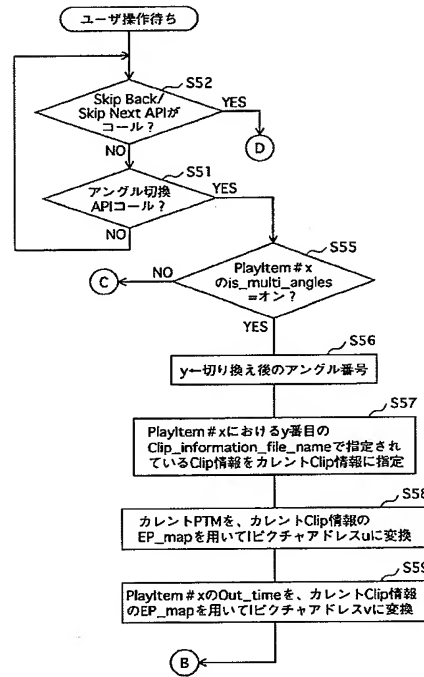 ユーザ操作待ち
S52
Skip Back/
Skip Next APIが
コール?
YES
D
NO
S51
アングル切換
APIコール?
YES
NO
S55
PlayItem#x
のis_multi_angles
=オン?
NO
C
YES
S56
y←切り換え後のアングル番号
S57
PlayItem#xにおけるy番目の
Clip_information_file_nameで指定され
ているClip情報をカレントClip情報に指定
S58
カレントPTMを、カレントClip情報の
EP_mapを用いてIピクチャアドレスuに変換
S59
PlayItem#xのOut_timeを、カレントClip情報
のEP_mapを用いてIピクチャアドレスvに変換
B